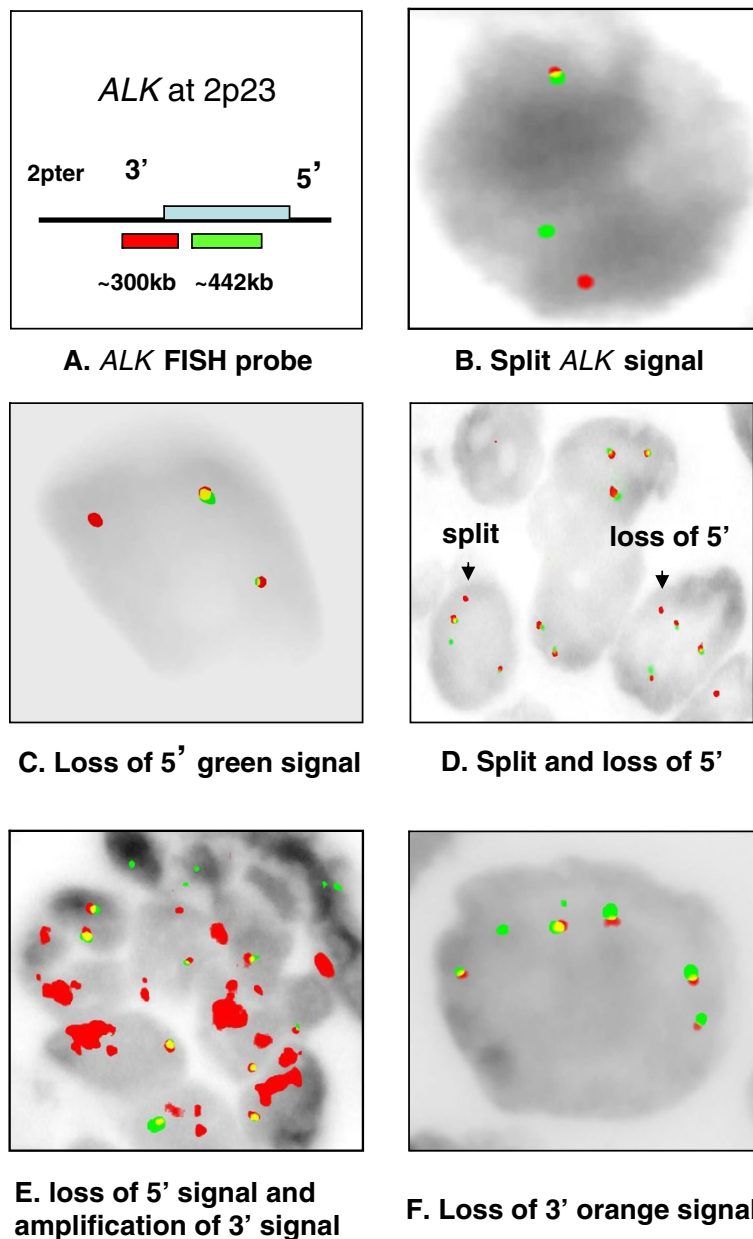 ALK at 2p23
2pter 3’ 5’
~300kb ~442kb
A. ALK FISH probe
B. Split ALK signal
C. Loss of 5’ green signal
split
loss of 5’
D. Split and loss of 5’
E. loss of 5’ signal and
amplification of 3’ signal
F. Loss of 3’ orange signal